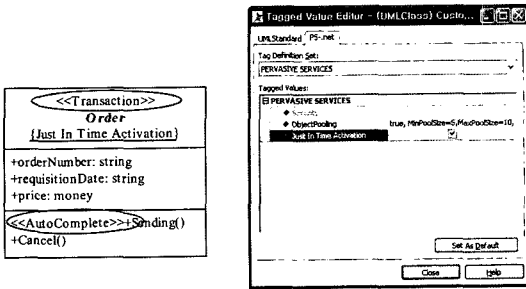 <<Transaction>>
Order
{Just In Time Activation}
+orderNumber: string
+requisitionDate: string
+price: money
<<AutoComplete>>+Sending()
+Cancel()
Tagged Value Editor - (UMLClass) Custo...
UMLStandard PS-.net
Tag Definition Set:
PERVASIVE SERVICES
Tagged Values:
PERVASIVE SERVICES
Security
ObjectPooling true, MinPoolSize=5,MaxPoolSize=10,
Just In Time Activation
Set As Default
Close Help